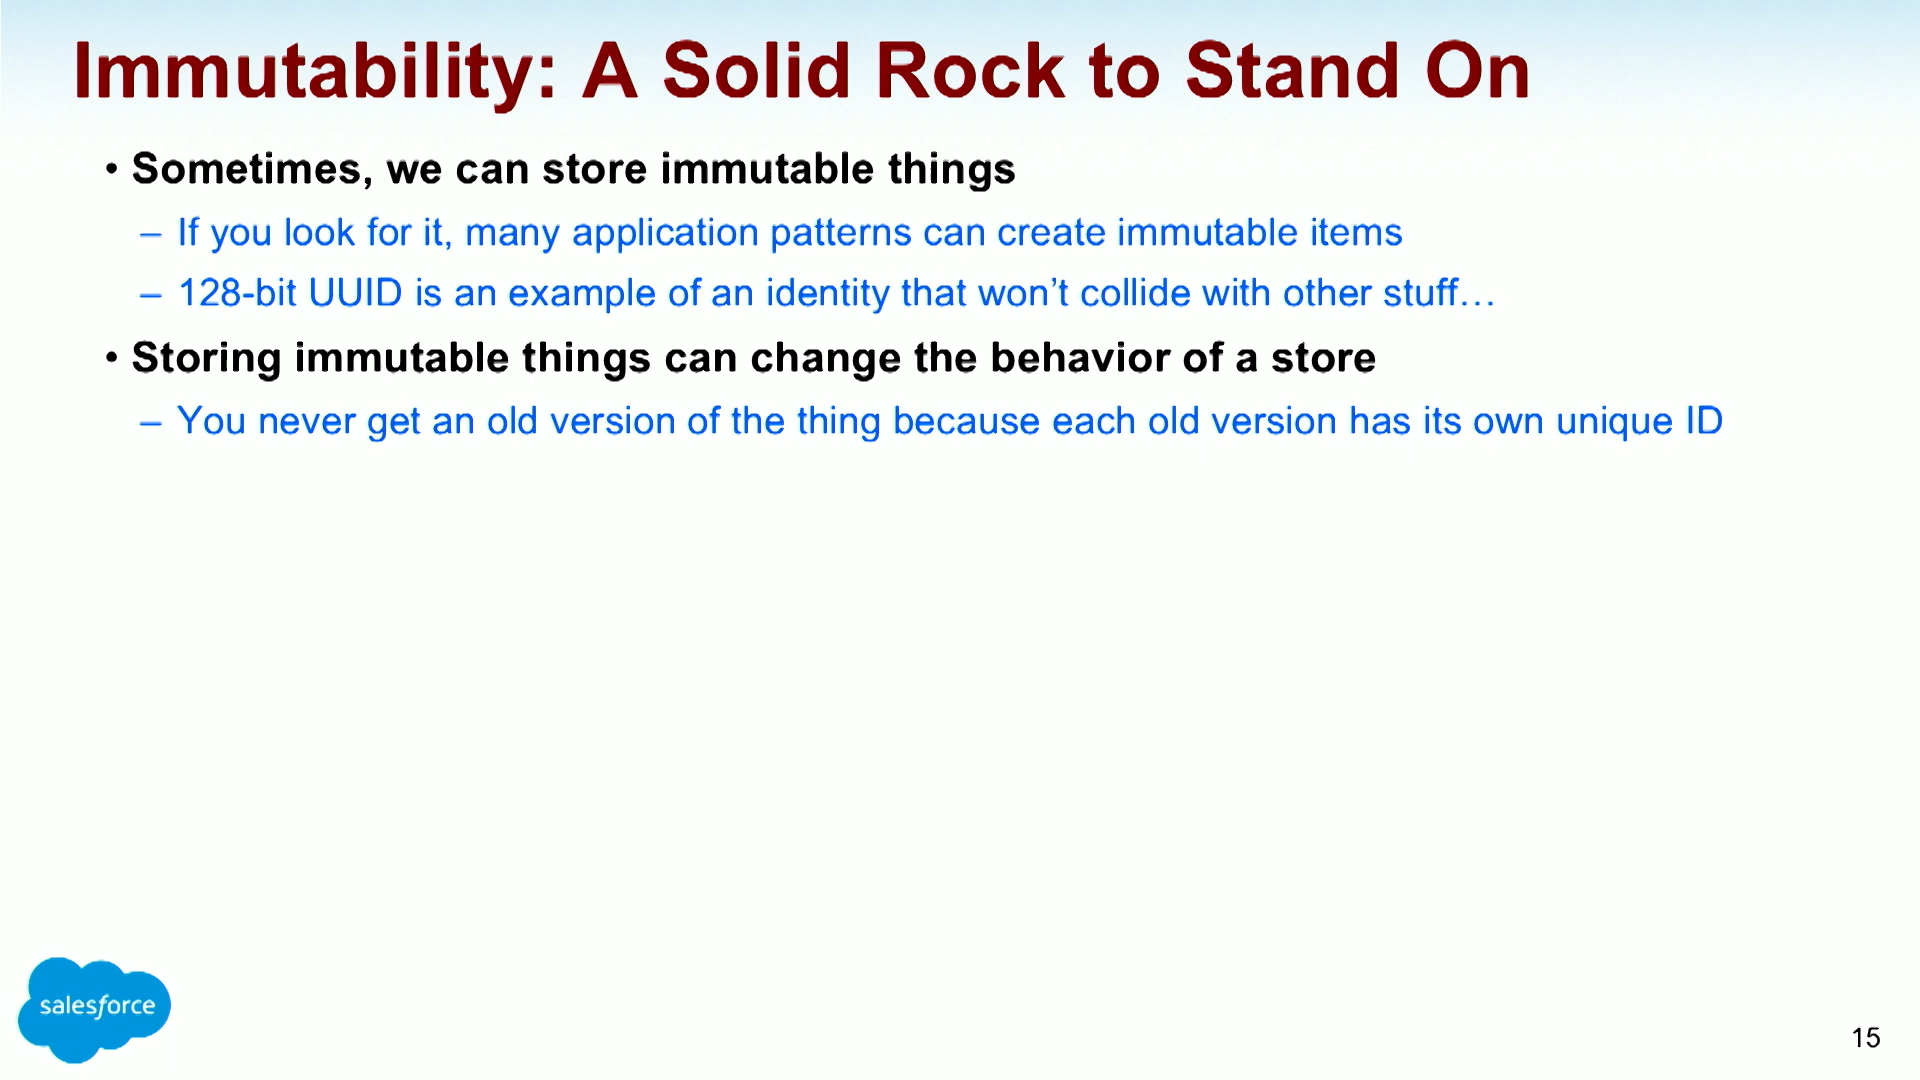 Immutability: A Solid Rock to Stand On
• Sometimes, we can store immutable things
– If you look for it, many application patterns can create immutable items
– 128-bit UUID is an example of an identity that won’t collide with other stuff…
• Storing immutable things can change the behavior of a store
– You never get an old version of the thing because each old version has its own unique ID
salesforce
15